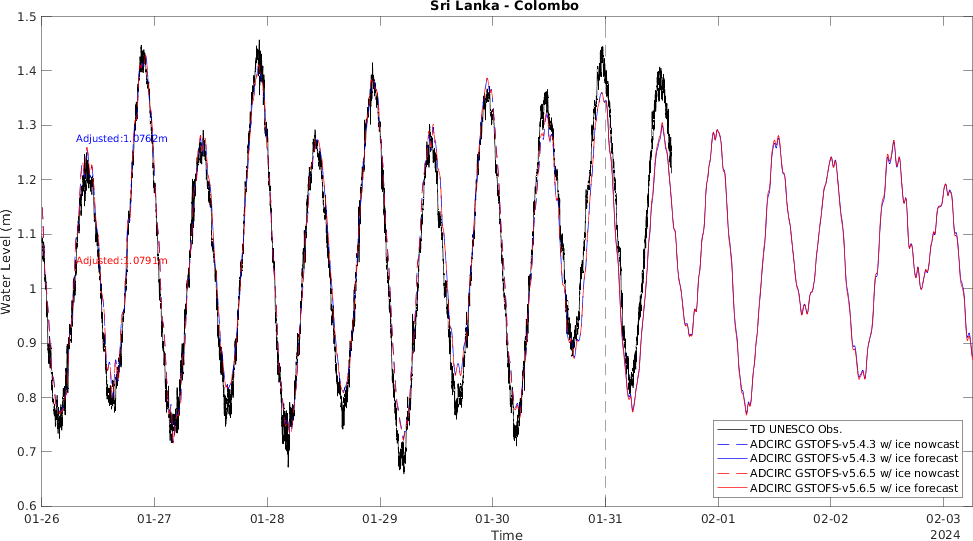 Sri Lanka - Colombo
1.5
1.4
1.3
1.2
1.1
1
0.9
0.8
0.7
0.6
Water Level (m)
Adjusted:1.0762m
Adjusted:1.0791m
TD UNESCO Obs.
ADCIRC GSTOFS-v5.4.3 w/ ice nowcast
ADCIRC GSTOFS-v5.4.3 w/ ice forecast
ADCIRC GSTOFS-v5.6.5 w/ ice nowcast
ADCIRC GSTOFS-v5.6.5 w/ ice forecast
01-26 01-27 01-28 01-29 01-30 01-31 02-01 02-02 02-03
Time
2024